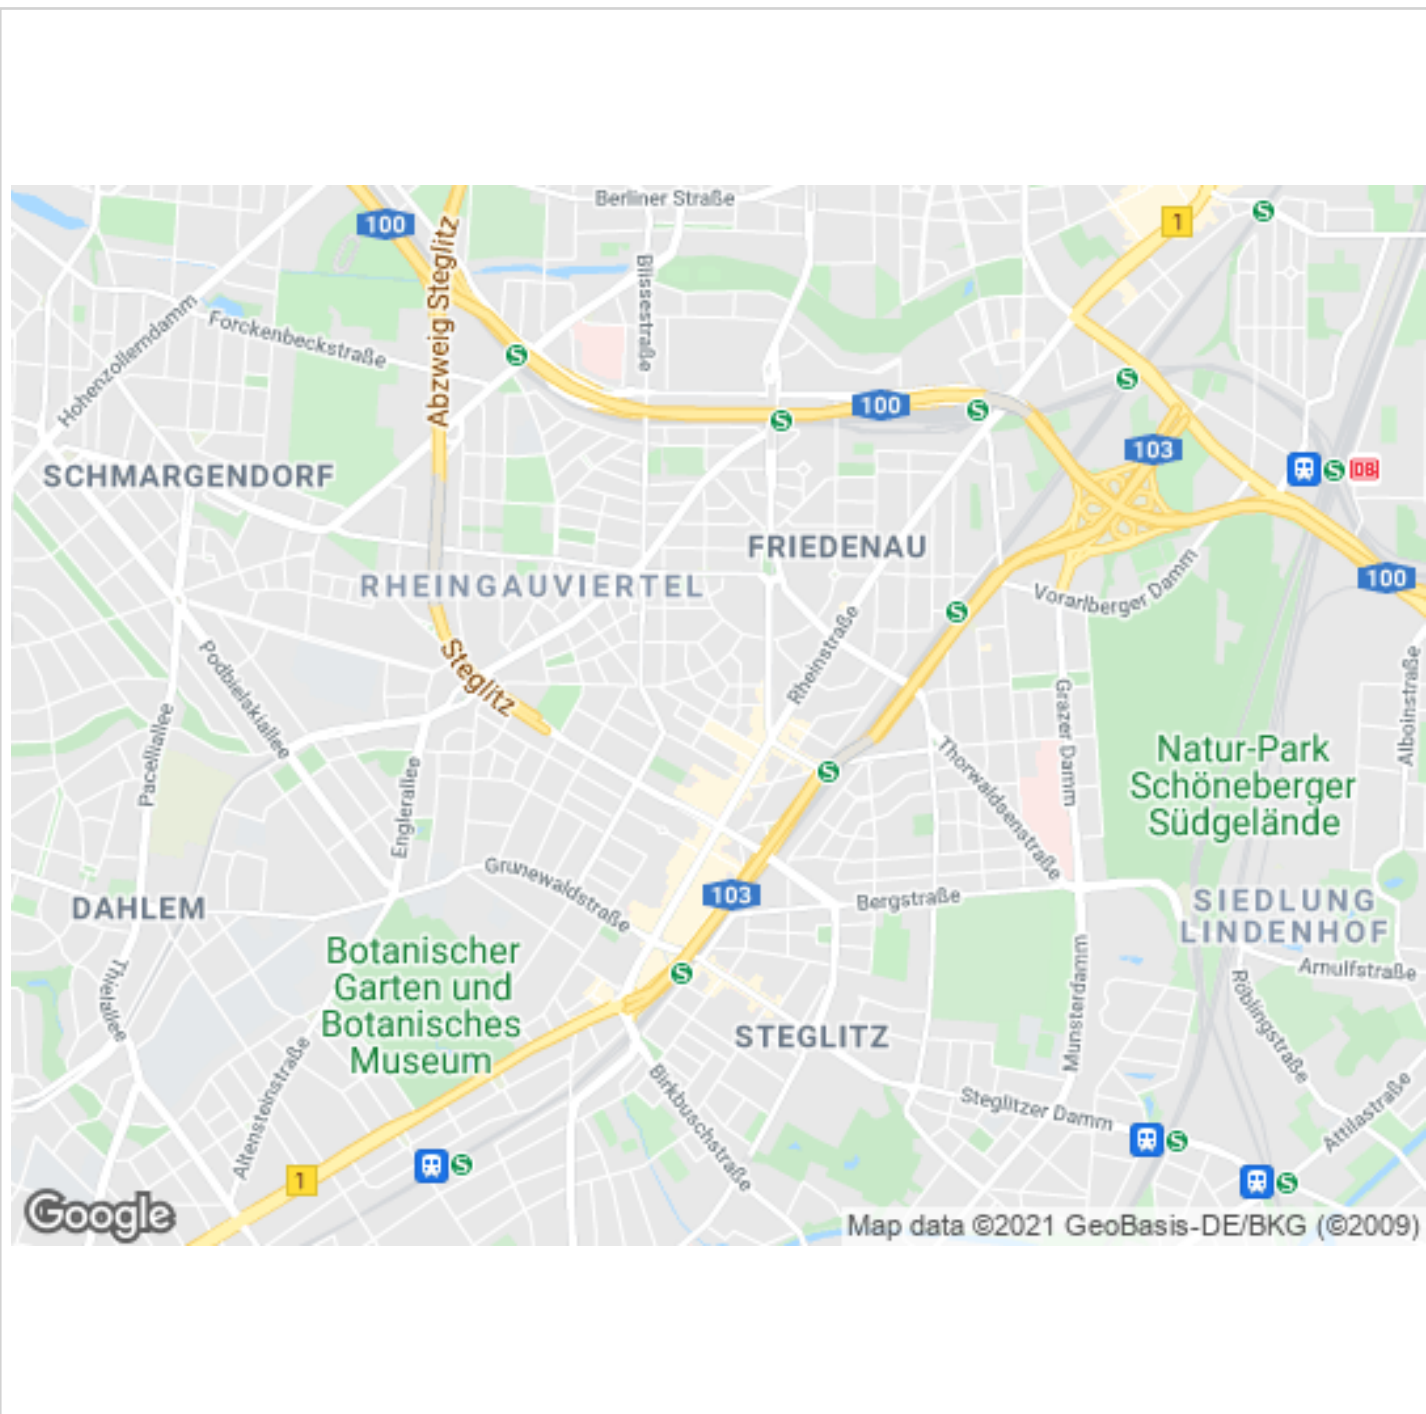 Berliner Straße
100
1
S
Abzweig Steglitz
Blissestraße
Hohenzollerndamm
Forckenbeckstraße
S
S
100
S
S
103
S
SCHMARGENDORF
FRIEDENAU
RHEINGAUVIERTEL
100
Vorarlberger Damm
S
Rheinstraße
Steglitz
Podbielskiallee
Pacelliallee
Grazer Damm
Alboinstraße
Natur-Park
Schöneberger
Südgelände
Thorwaldsenstraße
S
Englerallee
Grunewaldstraße
103
Bergstraße
DAHLEM
SIEDLUNG
LINDENHOF
Botanischer
Garten und
Botanisches
Museum
Thielallee
S
Arnulfstraße
Röblingstraße
Munsterdamm
STEGLITZ
Altensteinstraße
Birkbuschstraße
Steglitzer Damm
Attilastraße
S
S
S
1
Google
Map data ©2021 GeoBasis-DE/BKG (©2009)